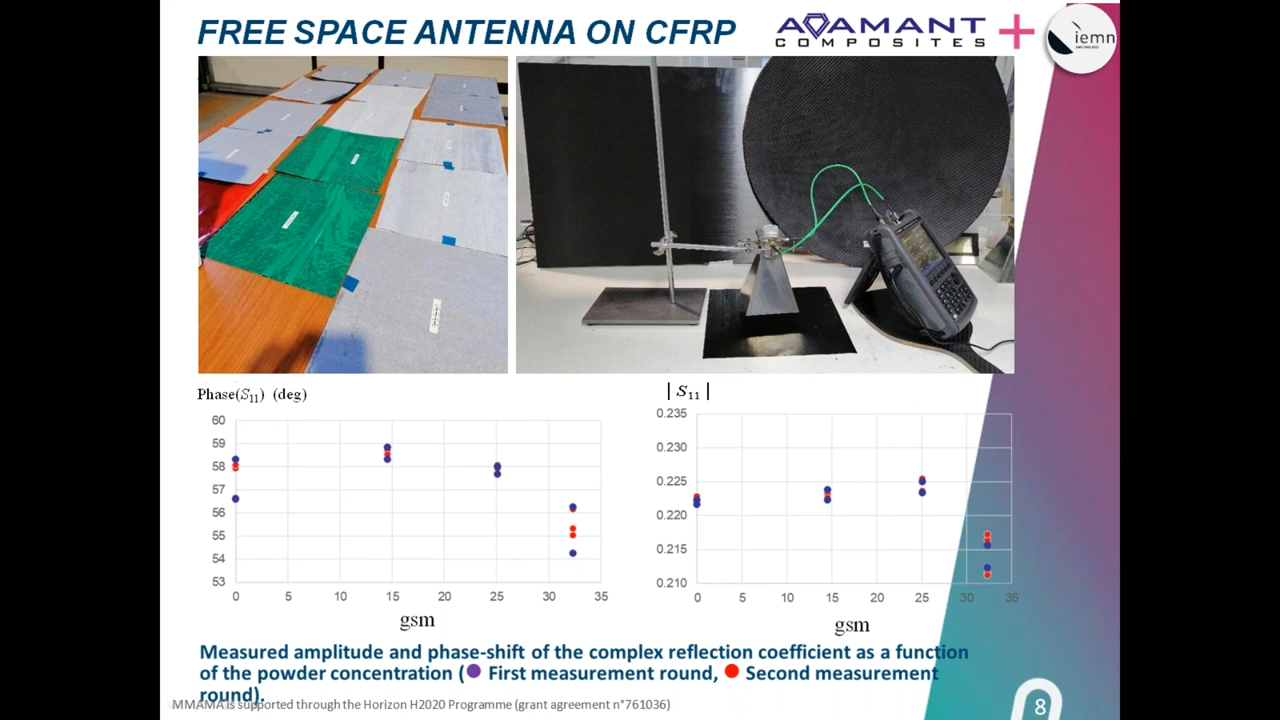 FREE SPACE ANTENNA ON CFRP
ADAMANT
COMPOSITES
iemn
Phase(S11) (deg)
60
59
58
57
56
55
54
53
0 5 10 15 20 25 30 35
gsm
| S11 |
0.235
0.230
0.225
0.220
0.215
0.210
0 5 10 15 20 25 30 35
gsm
Measured amplitude and phase-shift of the complex reflection coefficient as a function
of the powder concentration ( First measurement round, Second measurement
round).
MMAMA is supported through the Horizon H2020 Programme (grant agreement n°761036)
8